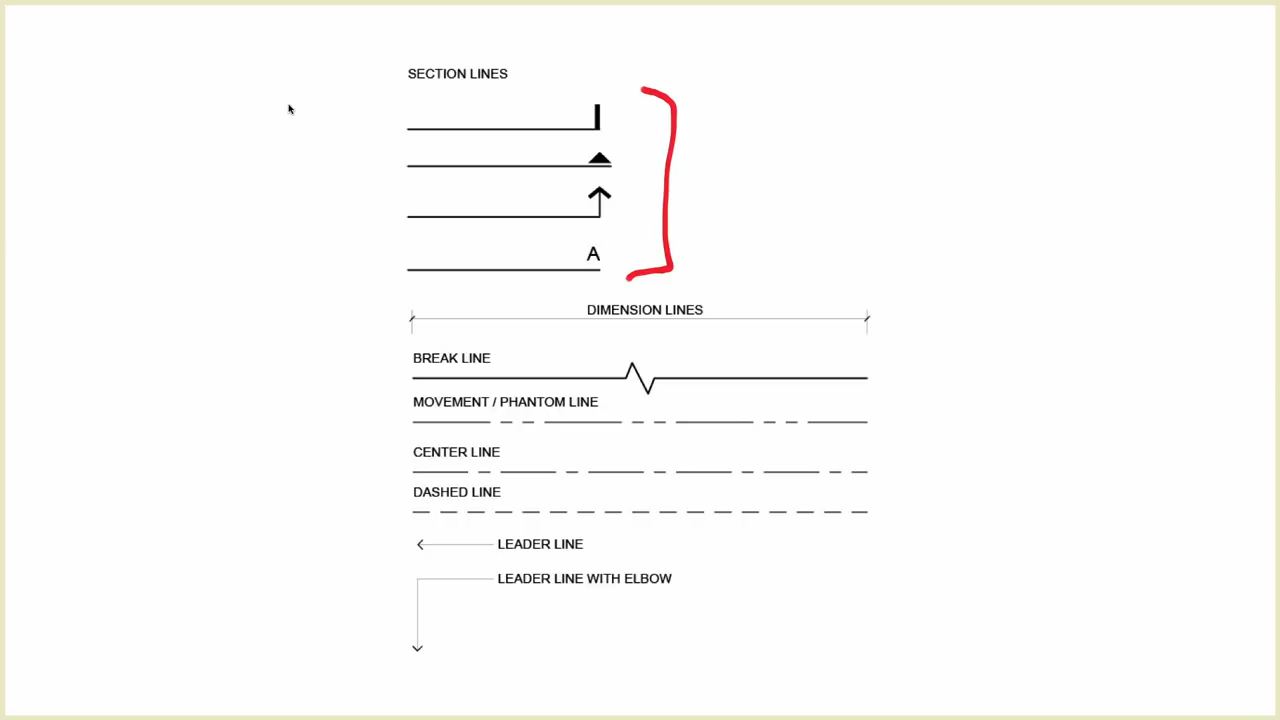 SECTION LINES
A
DIMENSION LINES
BREAK LINE
MOVEMENT / PHANTOM LINE
CENTER LINE
DASHED LINE
LEADER LINE
LEADER LINE WITH ELBOW